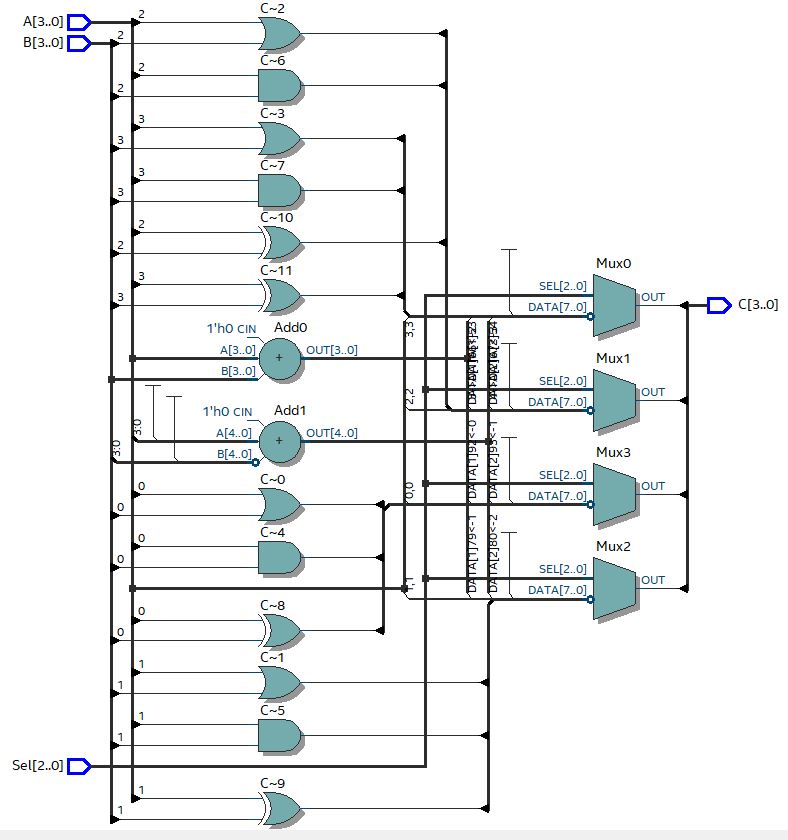 C~2
A[3..0] 2
B[3..0] 2
C~6
2
2
C~3
3
3
C~7
3
3
C~10
2
2
C~11
3
3
Mux0
SEL[2..0] OUT C[3..0]
DATA[7..0]
1'h0 CIN Add0
A[3..0] OUT[3..0]
B[3..0]
3,3
Mux1
SEL[2..0] OUT
DATA[7..0]
2,2
1'h0 CIN Add1
A[4..0] OUT[4..0]
B[4..0]
3:0
3:0
DATA[1]92<-0
DATA[2]93<-1
Mux3
SEL[2..0] OUT
DATA[7..0]
0,0
C~0
0
0
C~4
0
0
DATA[1]79<-1
DATA[2]80<-2
Mux2
SEL[2..0] OUT
DATA[7..0]
1,1
C~8
0
0
C~1
1
1
C~5
1
1
Sel[2..0]
C~9
1
1